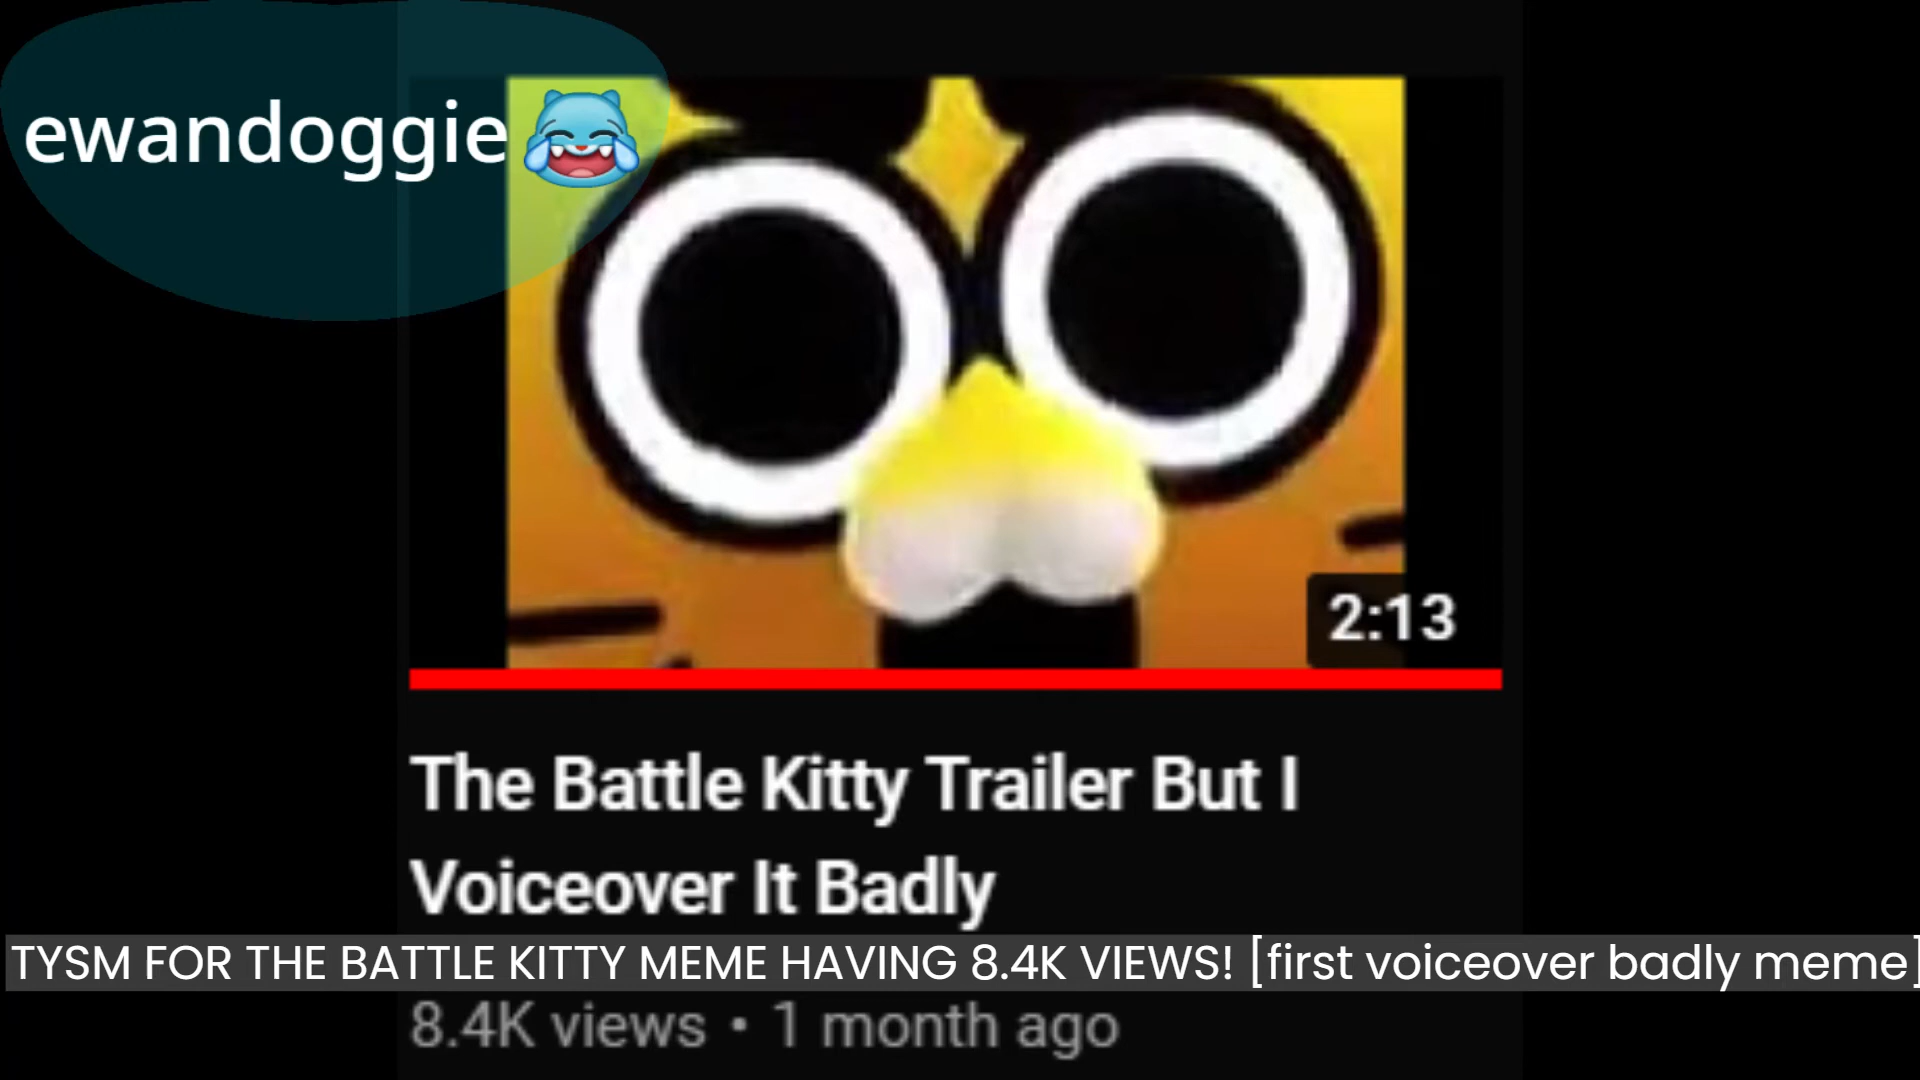 ewandoggie
2:13
The Battle Kitty Trailer But I
Voiceover It Badly
TYSM FOR THE BATTLE KITTY MEME HAVING 8.4K VIEWS! [first voiceover badly meme]
8.4K views • 1 month ago